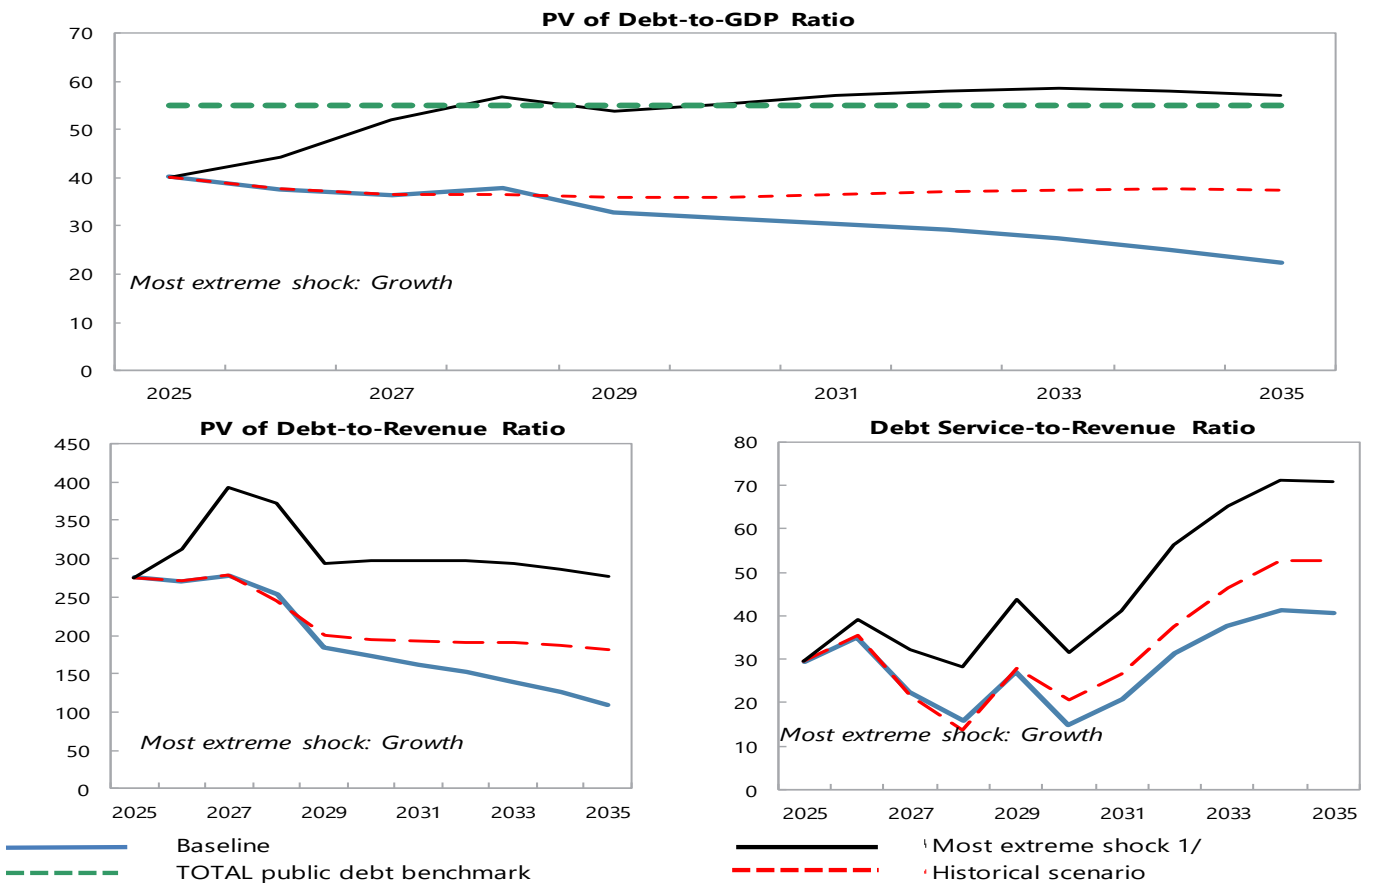 PV of Debt-to-GDP Ratio
70
60
50
40
30
20
10
0
Most extreme shock: Growth
2025 2027 2029 2031 2033 2035
PV of Debt-to-Revenue Ratio
450
400
350
300
250
200
150
100
50
0
Most extreme shock: Growth
2025 2027 2029 2031 2033 2035
Debt Service-to-Revenue Ratio
80
70
60
50
40
30
20
10
0
Most extreme shock: Growth
2025 2027 2029 2031 2033 2035
Baseline
Most extreme shock 1/
TOTAL public debt benchmark
Historical scenario